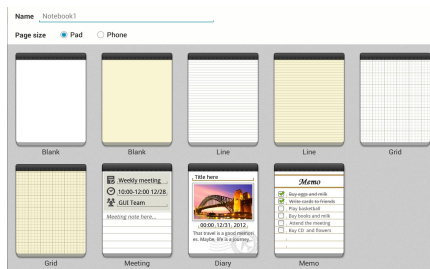 Name Notebook1
Page size Pad Phone
Blank Blank Line Line Grid
Weekly meeting
10:00-12:00 12/28
GUI Team
Meeting note here...
Title here
00:00 12/31, 2012
That travel is a good memori
es. Maybe, life is a journey,
Memo
Buy eggs and milk
Write cards to friends
Play basketball
Buy books and milk
Attend the meeting
Buy CD and flowers
Grid Meeting Diary Memo